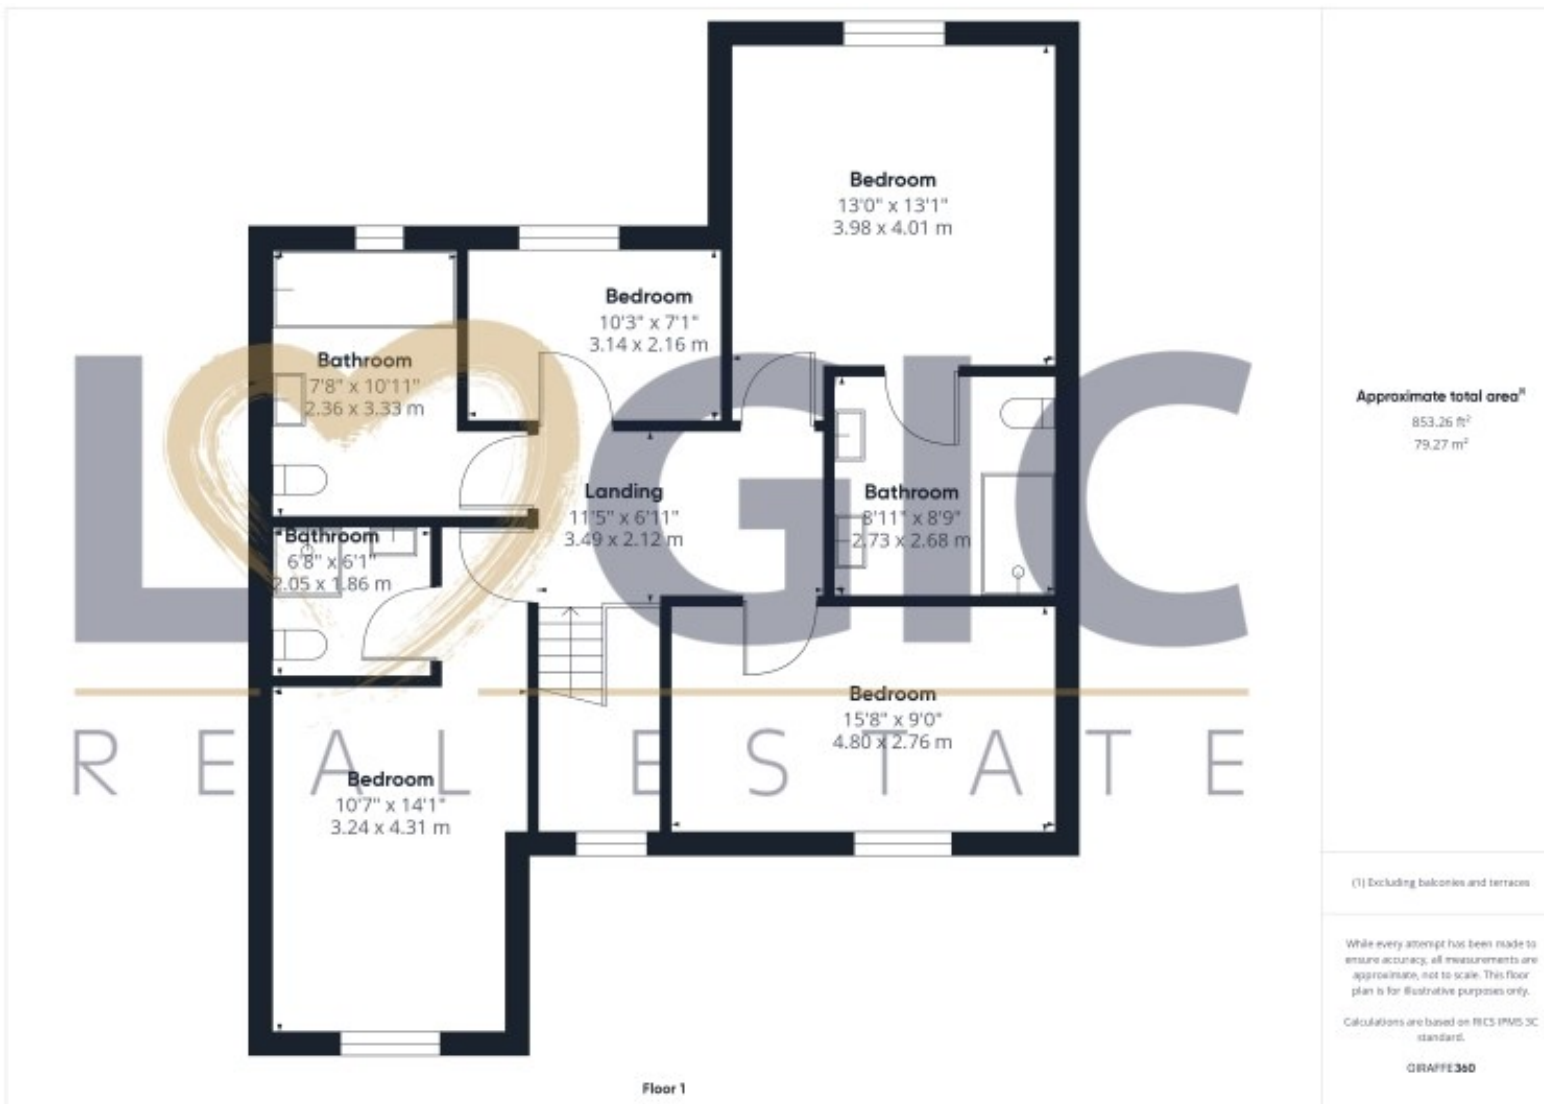 Bedroom
13'0" x 13'1"
3.98 x 4.01 m
Bedroom
10'3" x 7'1"
3.14 x 2.16 m
Bathroom
7'8" x 10'11"
2.36 x 3.33 m
Landing
11'5" x 6'11"
3.49 x 2.12 m
Bathroom
8'11" x 8'9"
2.73 x 2.68 m
Bathroom
6'8" x 6'1"
2.05 x 1.86 m
Bedroom
15'8" x 9'0"
4.80 x 2.76 m
Bedroom
10'7" x 14'1"
3.24 x 4.31 m
L GIC
REAL ESTATE
Floor 1
Approximate total area(1)
853.26 ft²
79.27 m²
(1) Excluding balconies and terraces
While every attempt has been made to
ensure accuracy, all measurements are
approximate, not to scale. This floor
plan is for illustrative purposes only.
Calculations are based on RICS IPMS 3C
standard.
GIRAFFE360